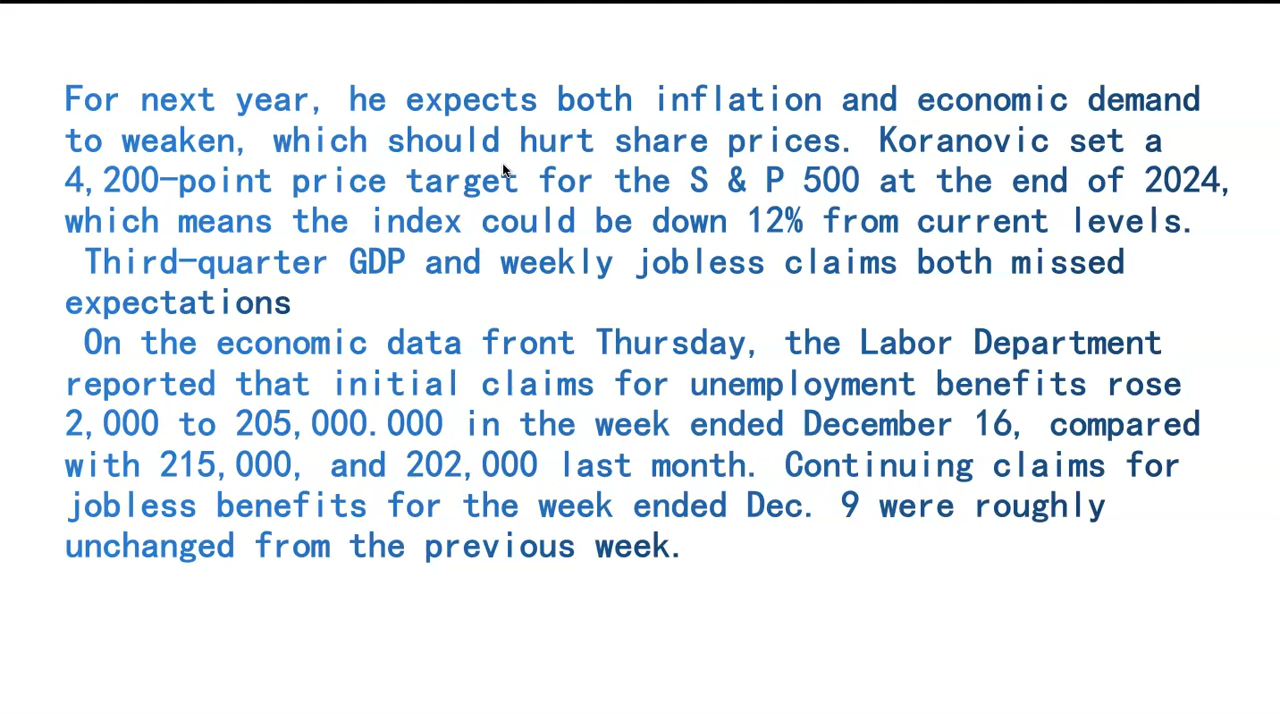 For next year, he expects both inflation and economic demand
to weaken, which should hurt share prices. Koranovic set a
4,200-point price target for the S & P 500 at the end of 2024,
which means the index could be down 12% from current levels.
Third-quarter GDP and weekly jobless claims both missed
expectations
On the economic data front Thursday, the Labor Department
reported that initial claims for unemployment benefits rose
2,000 to 205,000.000 in the week ended December 16, compared
with 215,000, and 202,000 last month. Continuing claims for
jobless benefits for the week ended Dec. 9 were roughly
unchanged from the previous week.